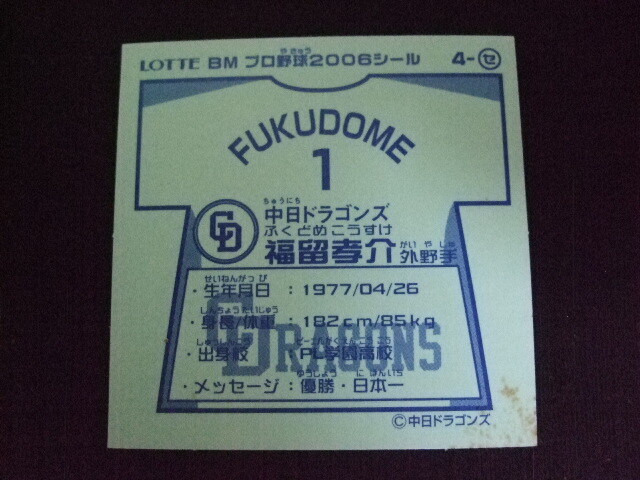 LOTTE BM プロ野球2006シール 4-セ
やきゅう
FUKUDOME
1
ちゅうにち
CD 中日ドラゴンズ
ふくどめこうすけ
福留孝介 外野手
がいやしゅ
せいねんがっぴ
・生年月日 : 1977/04/26
しんちょう たいじゅう
・身長/体重 : 182cm/85kg
しゅっしんこう
・出身校 : PL学園高校
ゆうしょう に ほんいち
・メッセージ : 優勝・日本一
DRAGONS
©中日ドラゴンズ